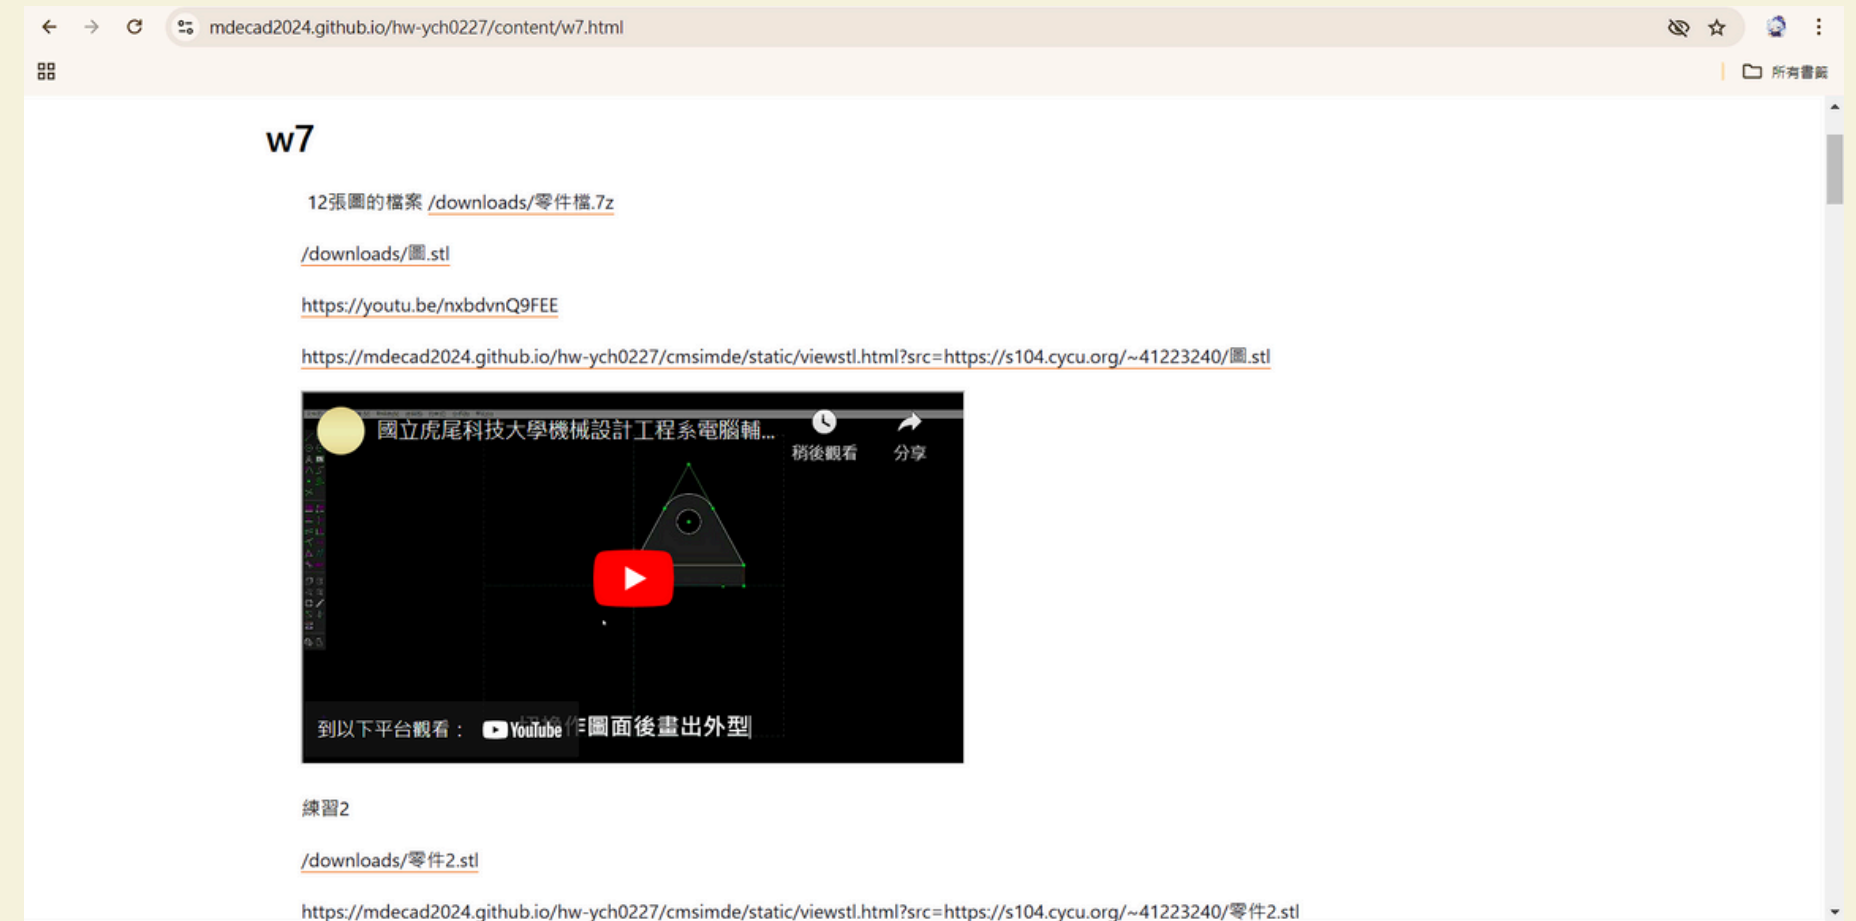 mdecad2024.github.io/hw-ych0227/content/w7.html
所有書籤
w7
12張圖的檔案 /downloads/零件檔.7z
/downloads/圖.stl
https://youtu.be/nxbdvnQ9FEE
https://mdecad2024.github.io/hw-ych0227/cmsimde/static/viewstl.html?src=https://s104.cycu.org/~41223240/圖.stl
國立虎尾科技大學機械設計工程系電腦輔...
稍後觀看
分享
到以下平台觀看： YouTube 作圖面後畫出外型
練習2
/downloads/零件2.stl
https://mdecad2024.github.io/hw-ych0227/cmsimde/static/viewstl.html?src=https://s104.cycu.org/~41223240/零件2.stl